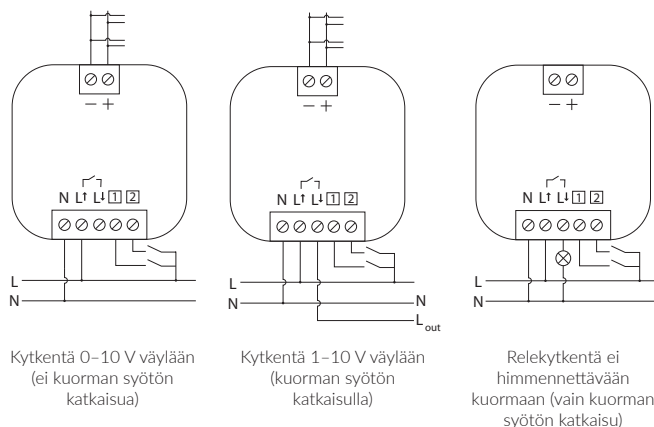 − +
N L↑ L↓ 1 2
L
N
Kytkentä 0–10 V väylään
(ei kuorman syötön
katkaisua)
− +
N L↑ L↓ 1 2
L
N N
L out
Kytkentä 1–10 V väylään
(kuorman syötön
katkaisulla)
− +
N L↑ L↓ 1 2
L
N
Relekytkentä ei
himmennettävään
kuormaan (vain kuorman
syötön katkaisu)